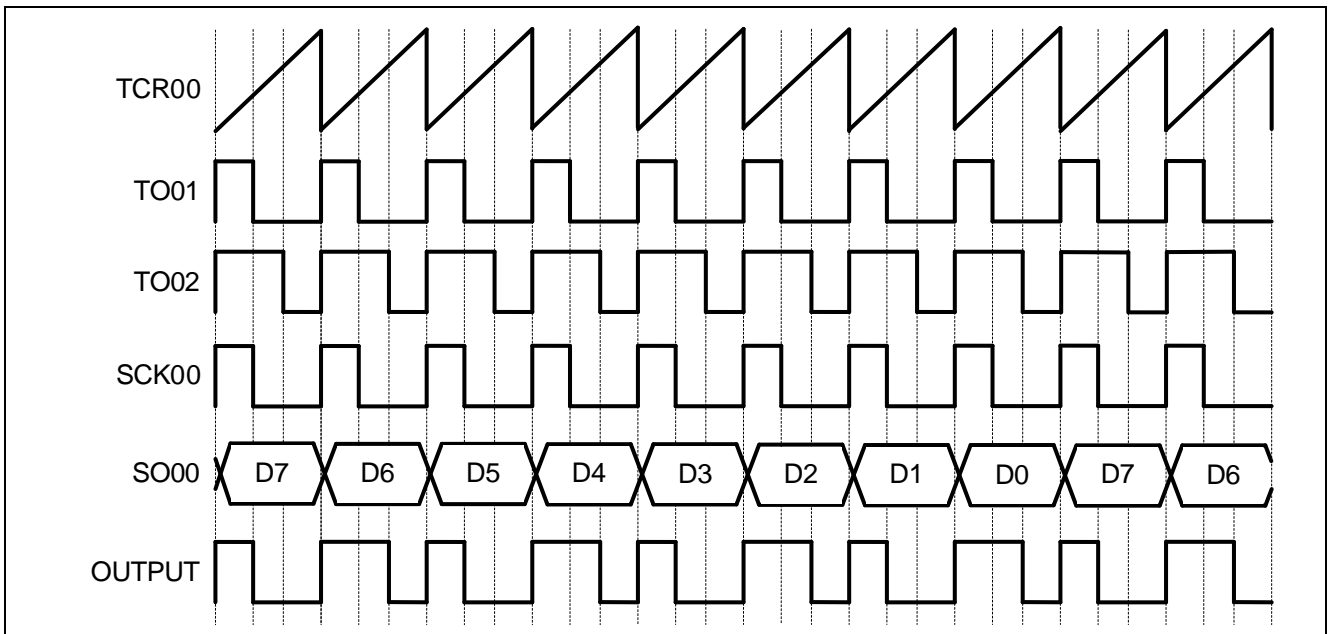 TCR00
TO01
TO02
SCK00
SO00 D7 D6 D5 D4 D3 D2 D1 D0 D7 D6
OUTPUT